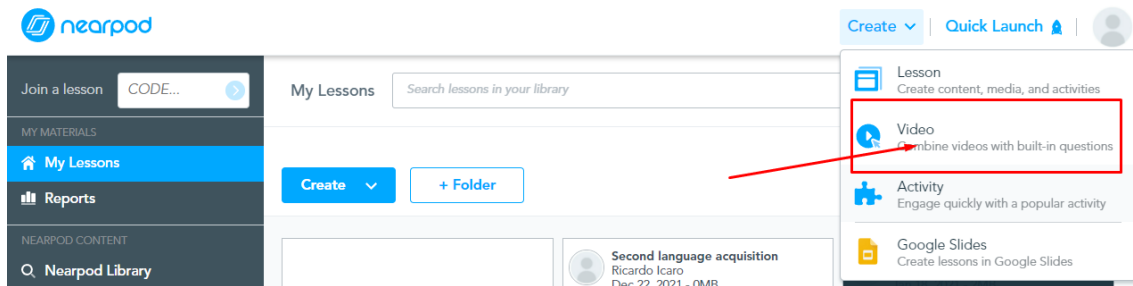 nearpod
Create
Quick Launch
Join a lesson
CODE...
My Lessons
Search lessons in your library
Lesson
Create content, media, and activities
MY MATERIALS
Video
Combine videos with built-in questions
My Lessons
Create
+ Folder
Activity
Engage quickly with a popular activity
Reports
NEARPOD CONTENT
Nearpod Library
Second language acquisition
Ricardo Icaro
Dec 22, 2021 - 0MB
Google Slides
Create lessons in Google Slides